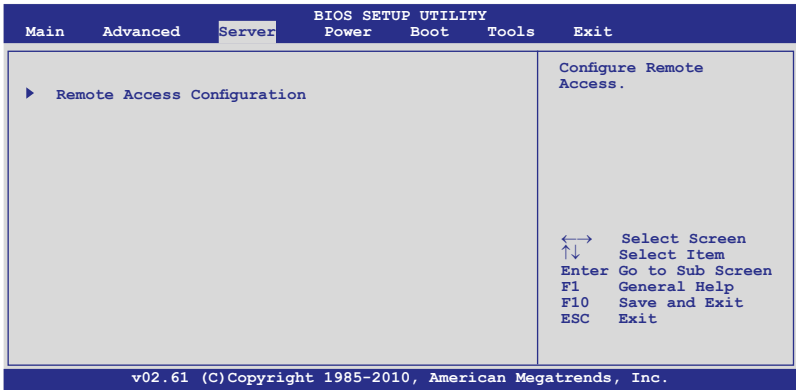 BIOS SETUP UTILITY
Main Advanced Server Power Boot Tools Exit
Remote Access Configuration
Configure Remote
Access.
←→ Select Screen
↑↓ Select Item
Enter Go to Sub Screen
F1 General Help
F10 Save and Exit
ESC Exit
v02.61 (C)Copyright 1985-2010, American Megatrends, Inc.